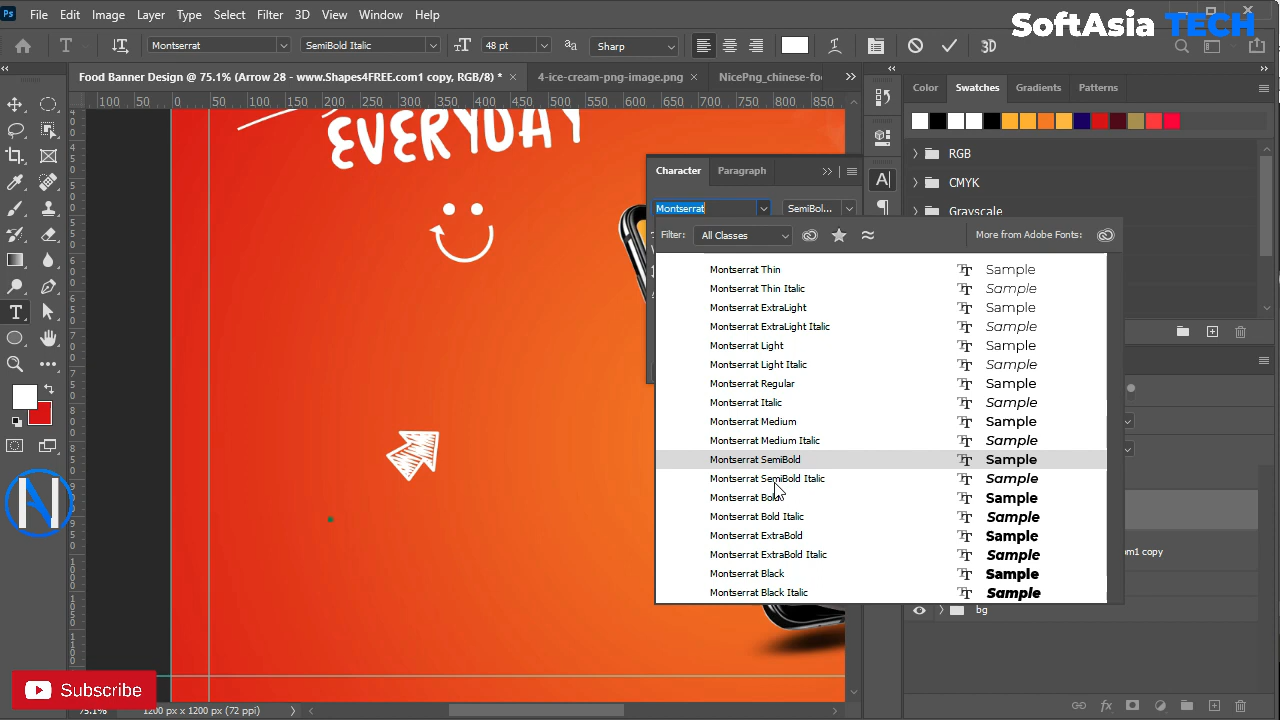 Ps File Edit Image Layer Type Select Filter 3D View Window Help
SoftAsia TECH
T Montserrat SemiBold Italic 48 pt aa Sharp 3D
Food Banner Design @ 75.1% (Arrow 28 - www.Shapes4FREE.com1 copy, RGB/8) * × 4-ice-cream-png-image.png × NicePng_chinese-fo
100 50 0 50 100 150 200 250 300 350 400 450 500 550 600 650 700 750 800 850
Color Swatches Gradients Patterns
EVERYDAY
RGB
Character Paragraph
CMYK
Montserrat SemiBol...
Grayscale
Filter: All Classes More from Adobe Fonts:
Montserrat Thin Sample
Montserrat Thin Italic Sample
Montserrat ExtraLight Sample
Montserrat ExtraLight Italic Sample
Montserrat Light Sample
Montserrat Light Italic Sample
Montserrat Regular Sample
Montserrat Italic Sample
Montserrat Medium Sample
Montserrat Medium Italic Sample
Montserrat SemiBold Sample
Montserrat SemiBold Italic Sample
Montserrat Bold Sample
Montserrat Bold Italic Sample
Montserrat ExtraBold Sample
om1 copy
Montserrat ExtraBold Italic Sample
Montserrat Black Sample
Montserrat Black Italic Sample
bg
N
Subscribe
75.1% 1200 px x 1200 px (72 ppi)
fx